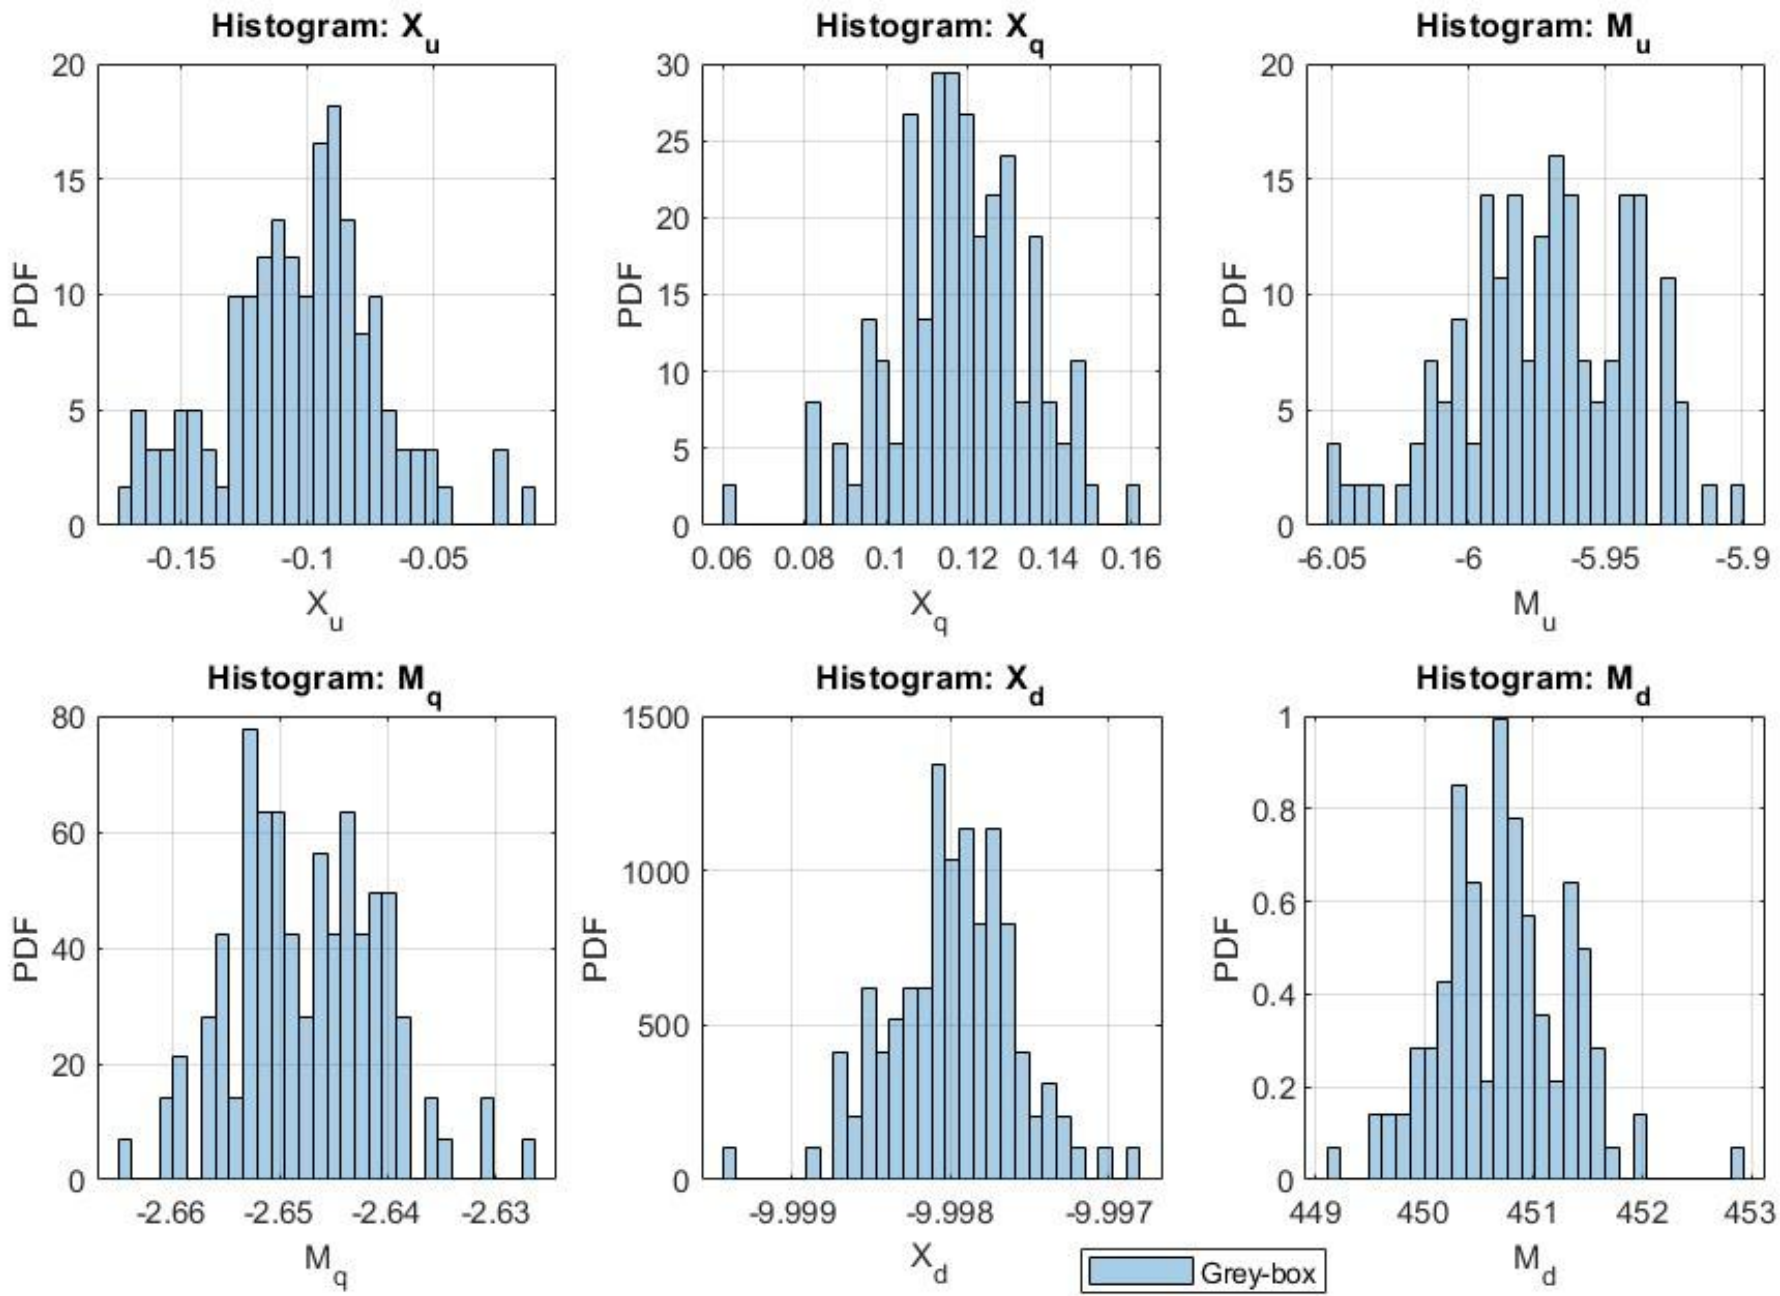 Histogram: X_u
Histogram: X_q
Histogram: M_u
20
15
10
5
0
PDF
-0.15 -0.1 -0.05
X_u
30
25
20
15
10
5
0
PDF
0.06 0.08 0.1 0.12 0.14 0.16
X_q
20
15
10
5
0
PDF
-6.05 -6 -5.95 -5.9
M_u
Histogram: M_q
Histogram: X_d
Histogram: M_d
80
60
40
20
0
PDF
-2.66 -2.65 -2.64 -2.63
M_q
1500
1000
500
0
PDF
-9.999 -9.998 -9.997
X_d
1
0.8
0.6
0.4
0.2
0
PDF
449 450 451 452 453
M_d
Grey-box